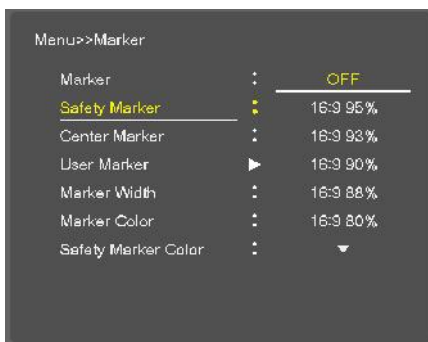 Menu>>Marker
Marker : OFF
Safety Marker : 16:9 95%
Center Marker : 16:9 93%
User Marker ▶ 16:9 90%
Marker Width : 16:9 88%
Marker Color : 16:9 80%
Safety Marker Color : ▼